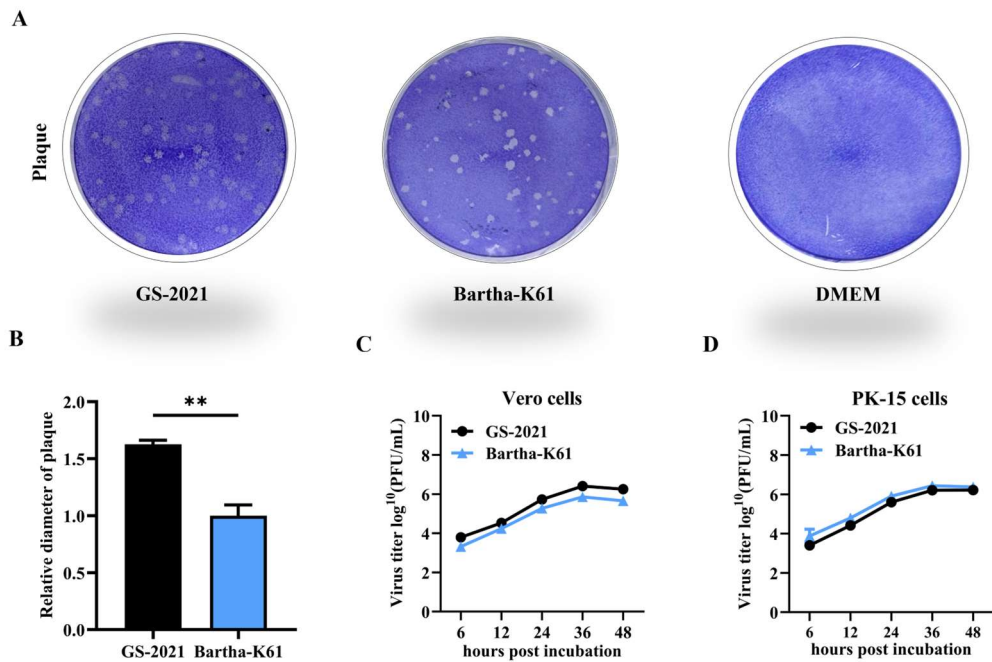 A
Plaque
GS-2021
Bartha-K61
DMEM
B
Relative diameter of plaque
2.0
1.5
1.0
0.5
0.0
**
GS-2021
Bartha-K61
C
Vero cells
Virus titer log¹⁰(PFU/mL)
10
8
6
4
2
0
GS-2021
Bartha-K61
6 12 24 36 48
hours post incubation
D
PK-15 cells
Virus titer log¹⁰(PFU/mL)
10
8
6
4
2
0
GS-2021
Bartha-K61
6 12 24 36 48
hours post incubation